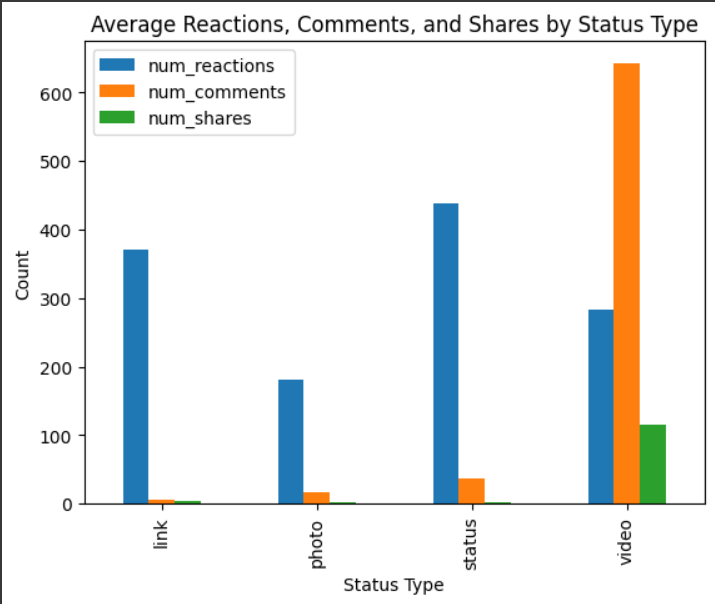 Average Reactions, Comments, and Shares by Status Type
num_reactions
num_comments
num_shares
600
500
400
300
200
100
0
Count
link
photo
status
video
Status Type